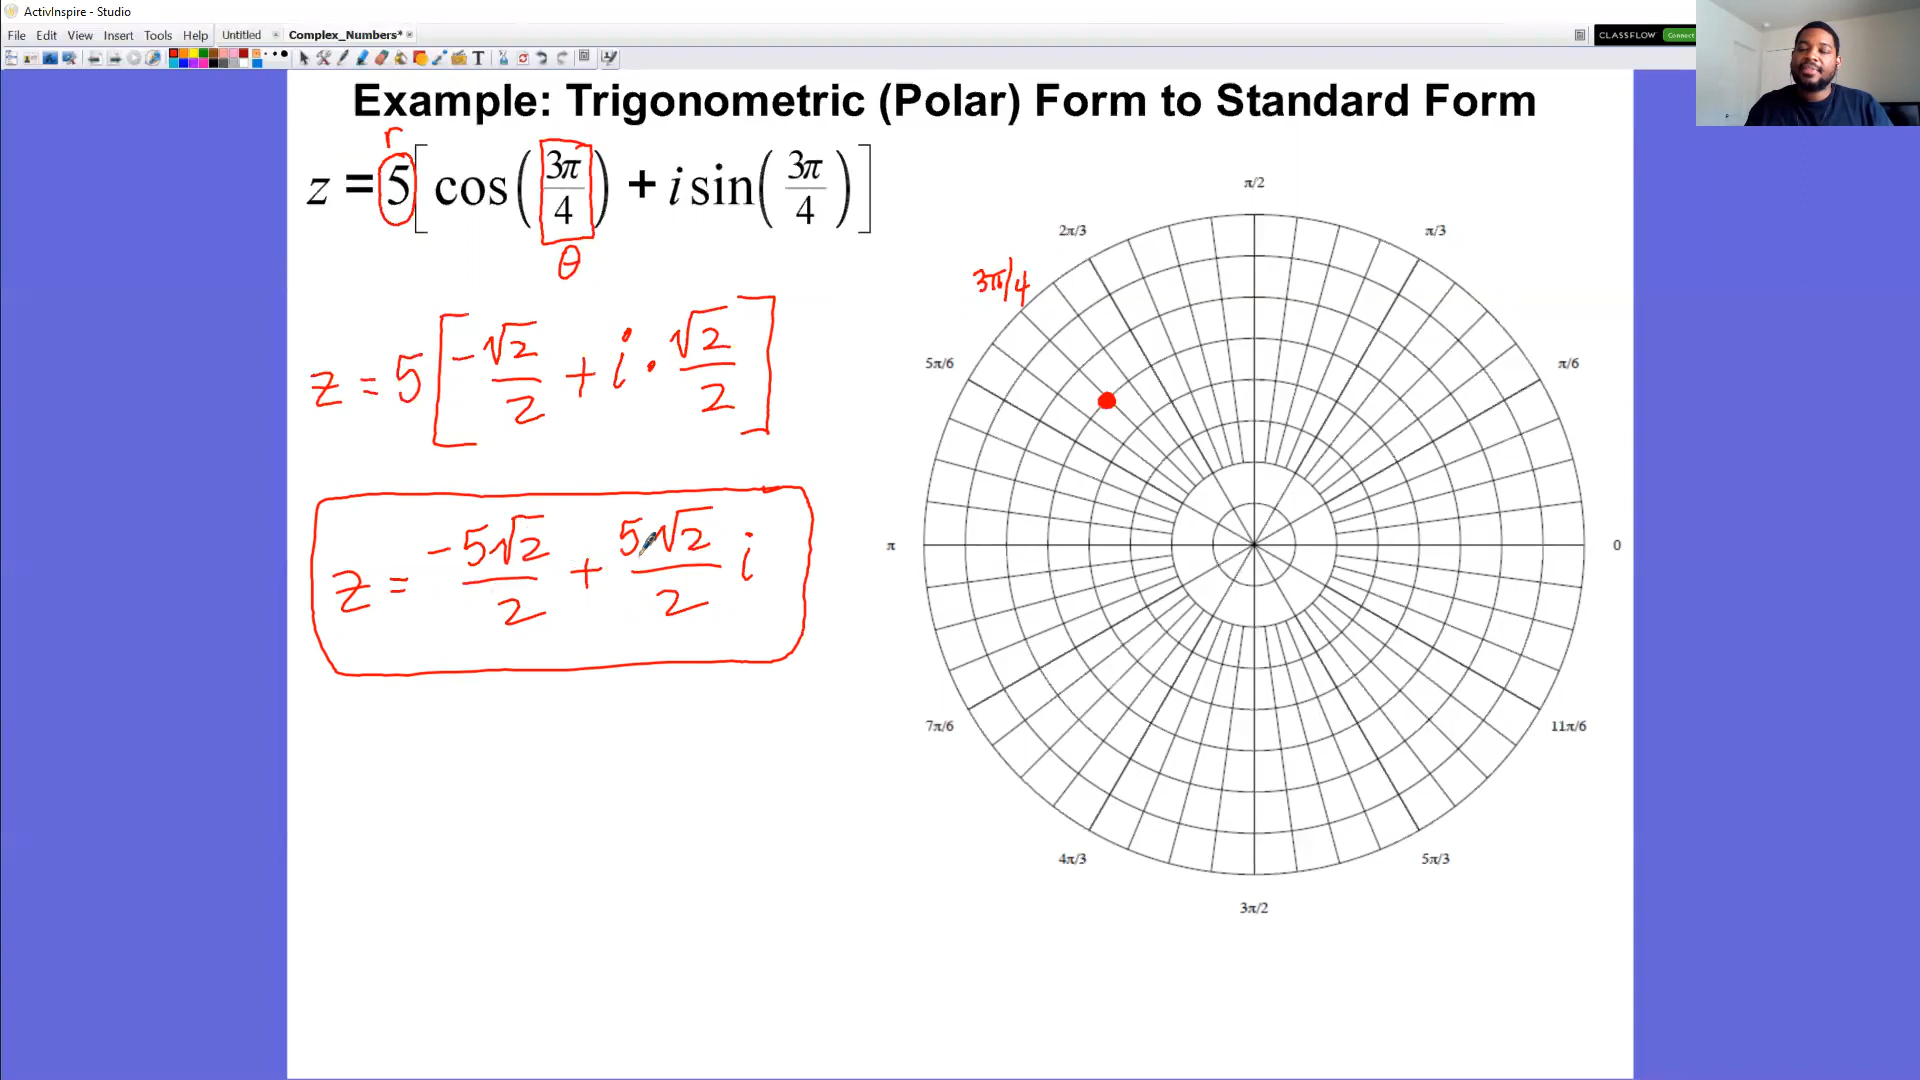 ActivInspire - Studio
File Edit View Insert Tools Help Untitled Complex_Numbers*
CLASSFLOW Connect
Example: Trigonometric (Polar) Form to Standard Form
r
z = 5[cos(3π/4) + i sin(3π/4)]
θ
z = 5[-√2/2 + i · √2/2]
z = -5√2/2 + 5√2/2 i
π/2
2π/3 π/3
3π/4
5π/6 π/6
π 0
7π/6 11π/6
4π/3 5π/3
3π/2